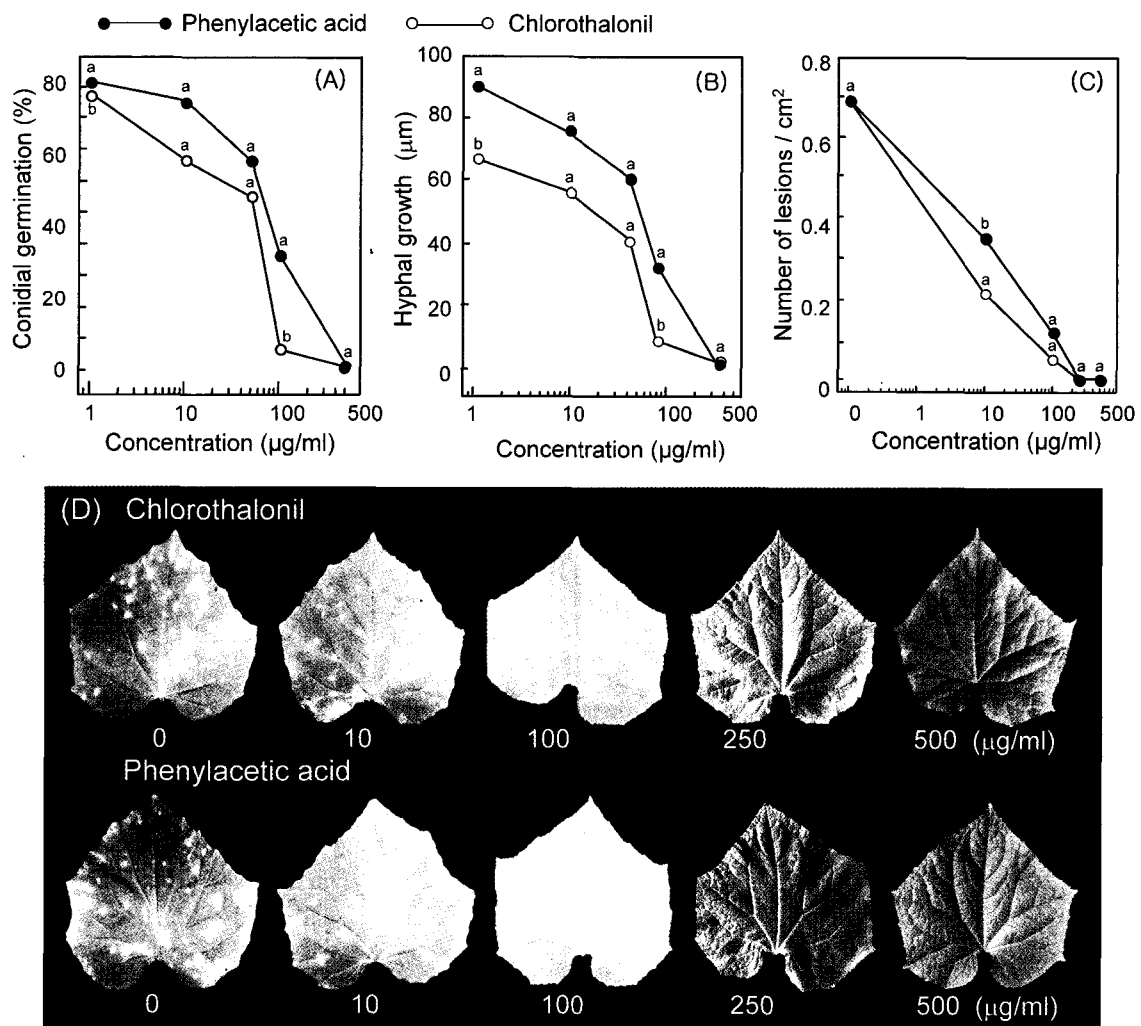 Phenylacetic acid Chlorothalonil
(A)
Conidial germination (%)
80
60
40
20
0
a
b
a
a
a
a
a
b
a
1 10 100 500
Concentration (μg/ml)
(B)
Hyphal growth (μm)
100
80
60
40
20
0
a
b
a
a
a
a
a
b
a
a
1 10 100 500
Concentration (μg/ml)
(C)
Number of lesions / cm²
0.8
0.6
0.4
0.2
0
a
b
a
a
a
a a
0 1 10 100 500
Concentration (μg/ml)
(D) Chlorothalonil
0 10 100 250 500 (μg/ml)
Phenylacetic acid
0 10 100 250 500 (μg/ml)